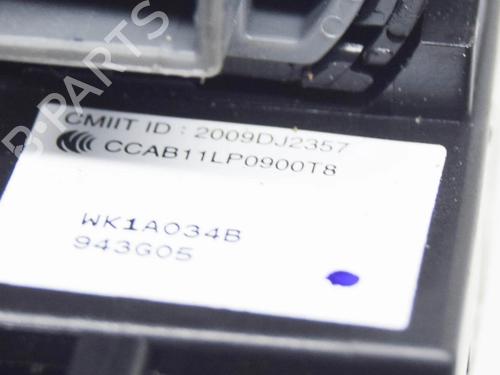 B-PARTS
CMIIT ID : 2009DJ2357
CCAB11LP0900T8
WK1A034B
943G05